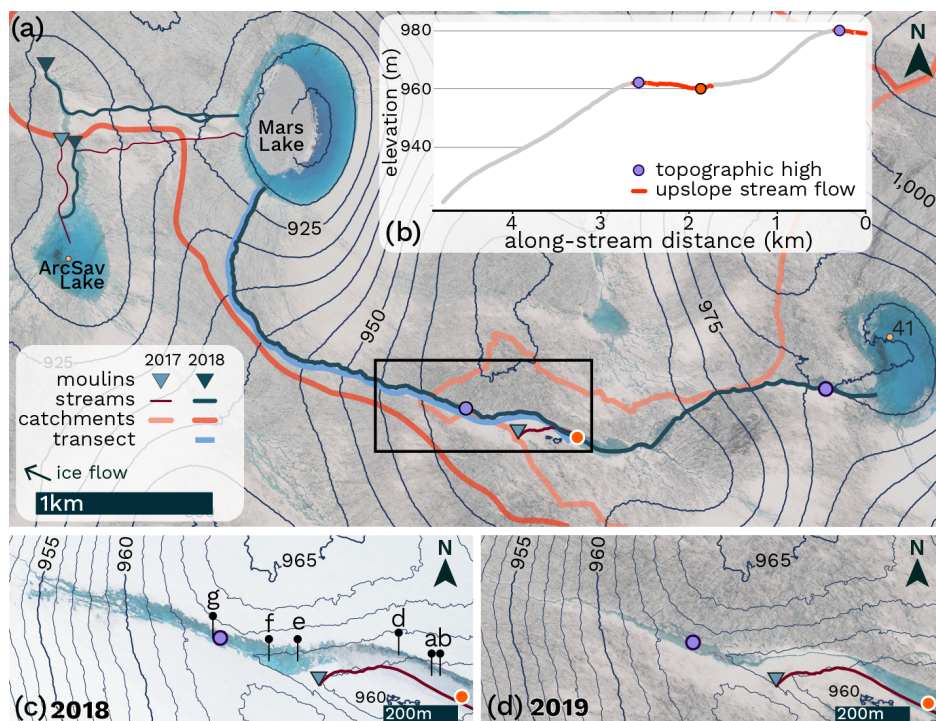 (a)
N
Mars
Lake
ArcSav
Lake
925
950
975
1,000
41
925
980
960
940
elevation (m)
topographic high
upslope stream flow
4 3 2 1 0
(b)
along-stream distance (km)
2017 2018
moulins
streams
catchments
transect
ice flow
1km
955
960
965
N
g
f
e
d
ab
960
(c) 2018
200m
955
960
965
N
960
(d) 2019
200m